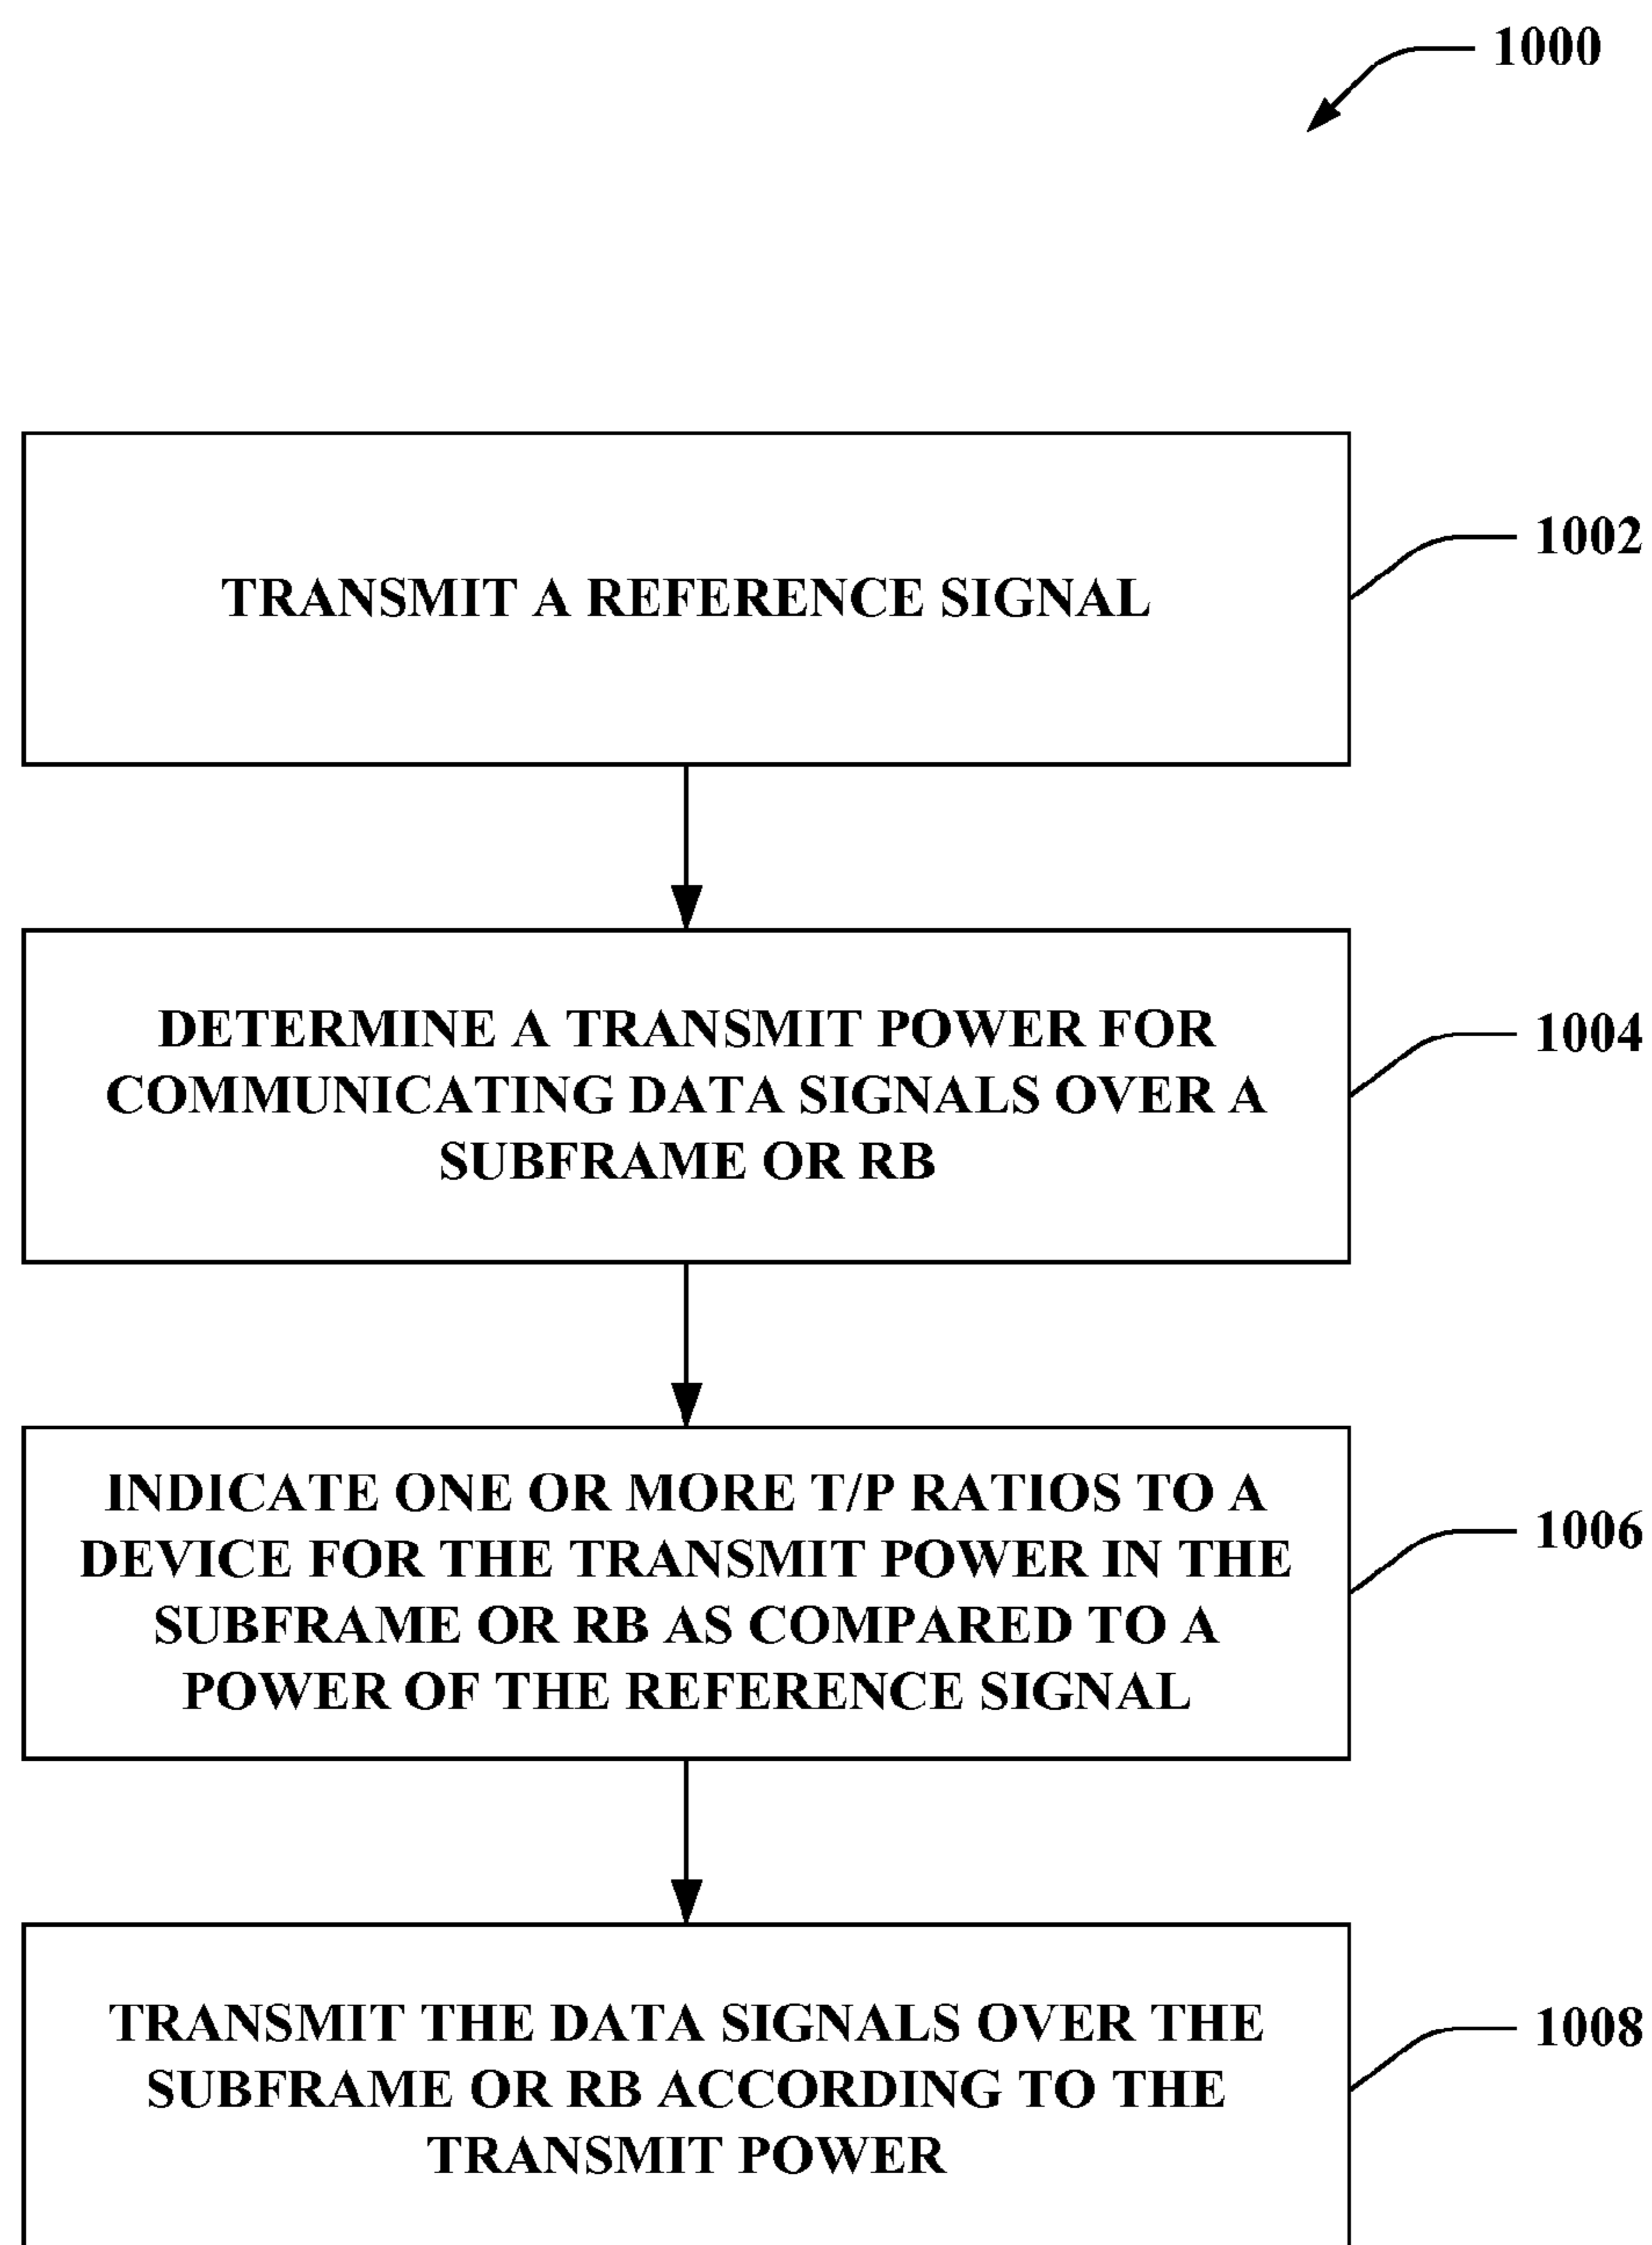 1000
TRANSMIT A REFERENCE SIGNAL
1002
DETERMINE A TRANSMIT POWER FOR
COMMUNICATING DATA SIGNALS OVER A
SUBFRAME OR RB
1004
INDICATE ONE OR MORE T/P RATIOS TO A
DEVICE FOR THE TRANSMIT POWER IN THE
SUBFRAME OR RB AS COMPARED TO A
POWER OF THE REFERENCE SIGNAL
1006
TRANSMIT THE DATA SIGNALS OVER THE
SUBFRAME OR RB ACCORDING TO THE
TRANSMIT POWER
1008